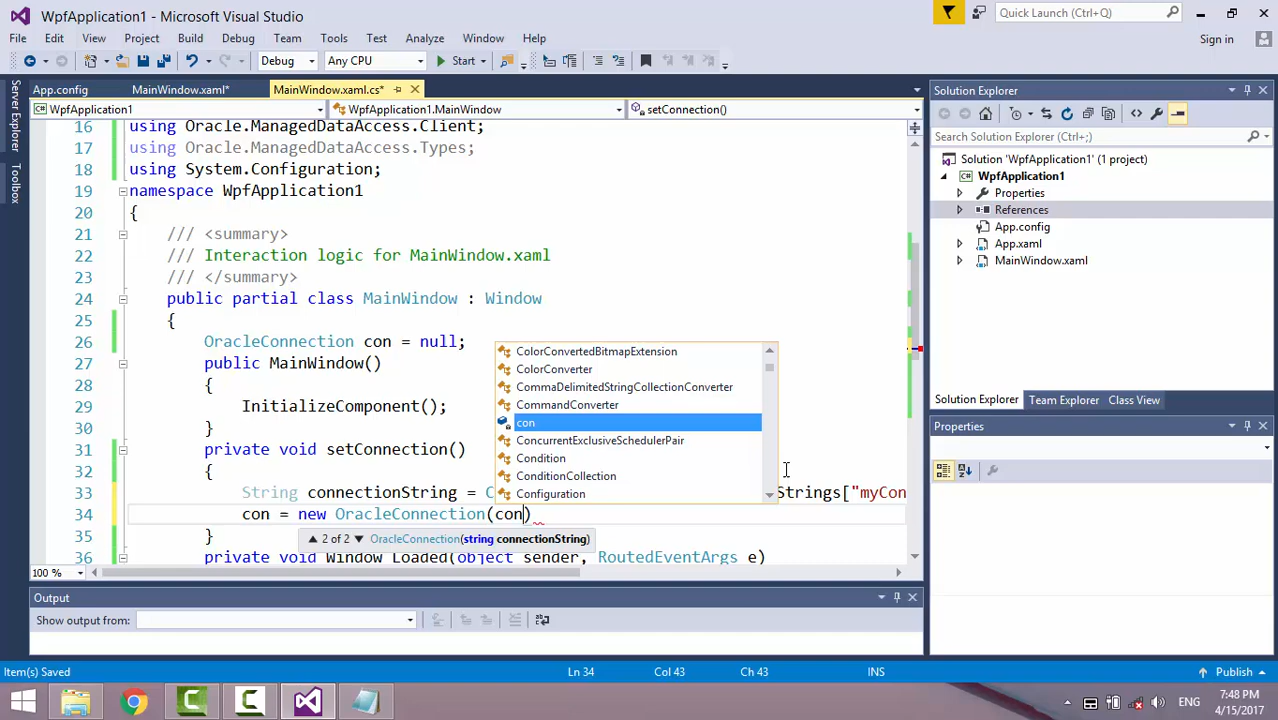 WpfApplication1 - Microsoft Visual Studio
Quick Launch (Ctrl+Q)
File Edit View Project Build Debug Team Tools Test Analyze Window Help
Sign in
Debug Any CPU Start
Server Explorer
Toolbox
App.config MainWindow.xaml* MainWindow.xaml.cs*
WpfApplication1 WpfApplication1.MainWindow setConnection()
16 using Oracle.ManagedDataAccess.Client;
17 using Oracle.ManagedDataAccess.Types;
18 using System.Configuration;
19 namespace WpfApplication1
20 {
21 /// <summary>
22 /// Interaction logic for MainWindow.xaml
23 /// </summary>
24 public partial class MainWindow : Window
25 {
26 OracleConnection con = null;
27 public MainWindow()
28 {
29 InitializeComponent();
30 }
31 private void setConnection()
32 {
33 String connectionString = C Strings["myCon
34 con = new OracleConnection(con)
35 }
36 private void Window_Loaded(object sender, RoutedEventArgs e)
ColorConvertedBitmapExtension
ColorConverter
CommaDelimitedStringCollectionConverter
CommandConverter
con
ConcurrentExclusiveSchedulerPair
Condition
ConditionCollection
Configuration
2 of 2 OracleConnection(string connectionString)
100 %
Output
Show output from:
Solution Explorer
Search Solution Explorer (Ctrl+;)
Solution 'WpfApplication1' (1 project)
WpfApplication1
Properties
References
App.config
App.xaml
MainWindow.xaml
Solution Explorer Team Explorer Class View
Properties
Item(s) Saved Ln 34 Col 43 Ch 43 INS Publish
ENG
7:48 PM
4/15/2017